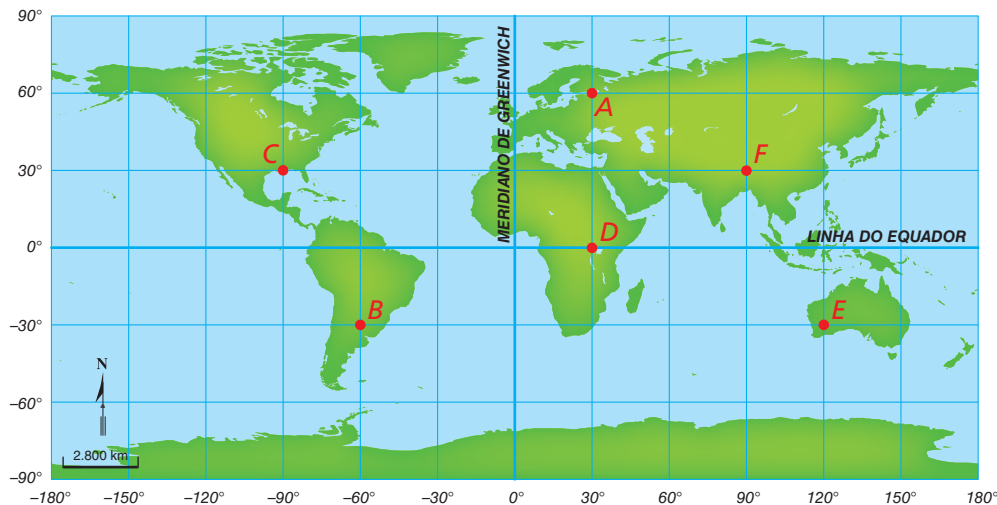 90°
60°
30°
0°
–30°
–60°
–90°
MERIDIANO DE GREENWICH
LINHA DO EQUADOR
A
C
F
D
B
E
N
2.800 km
–180°
–150°
–120°
–90°
–60°
–30°
0°
30°
60°
90°
120°
150°
180°